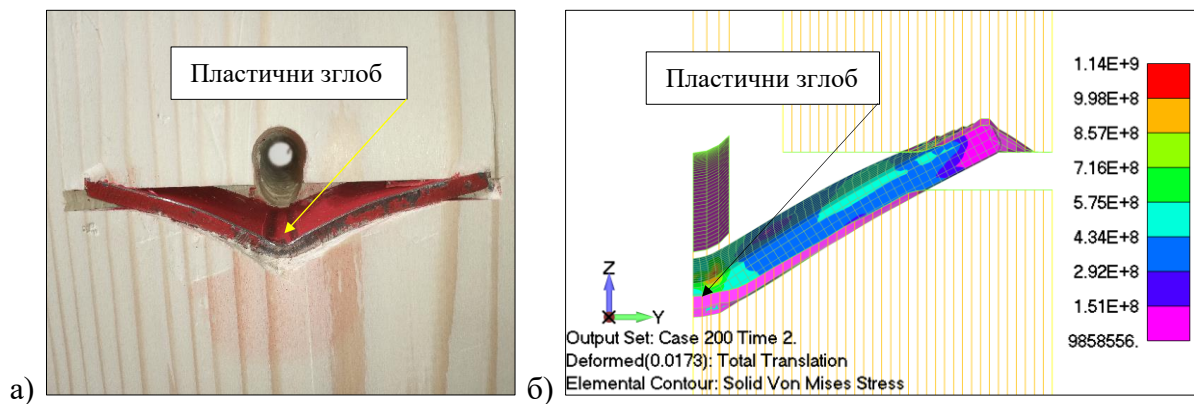 Пластични зглоб
а)
Пластични зглоб
1.14E+9
9.98E+8
8.57E+8
7.16E+8
5.75E+8
4.34E+8
2.92E+8
1.51E+8
9858556.
Z
Y
X
Output Set: Case 200 Time 2.
Deformed(0.0173): Total Translation
Elemental Contour: Solid Von Mises Stress
б)